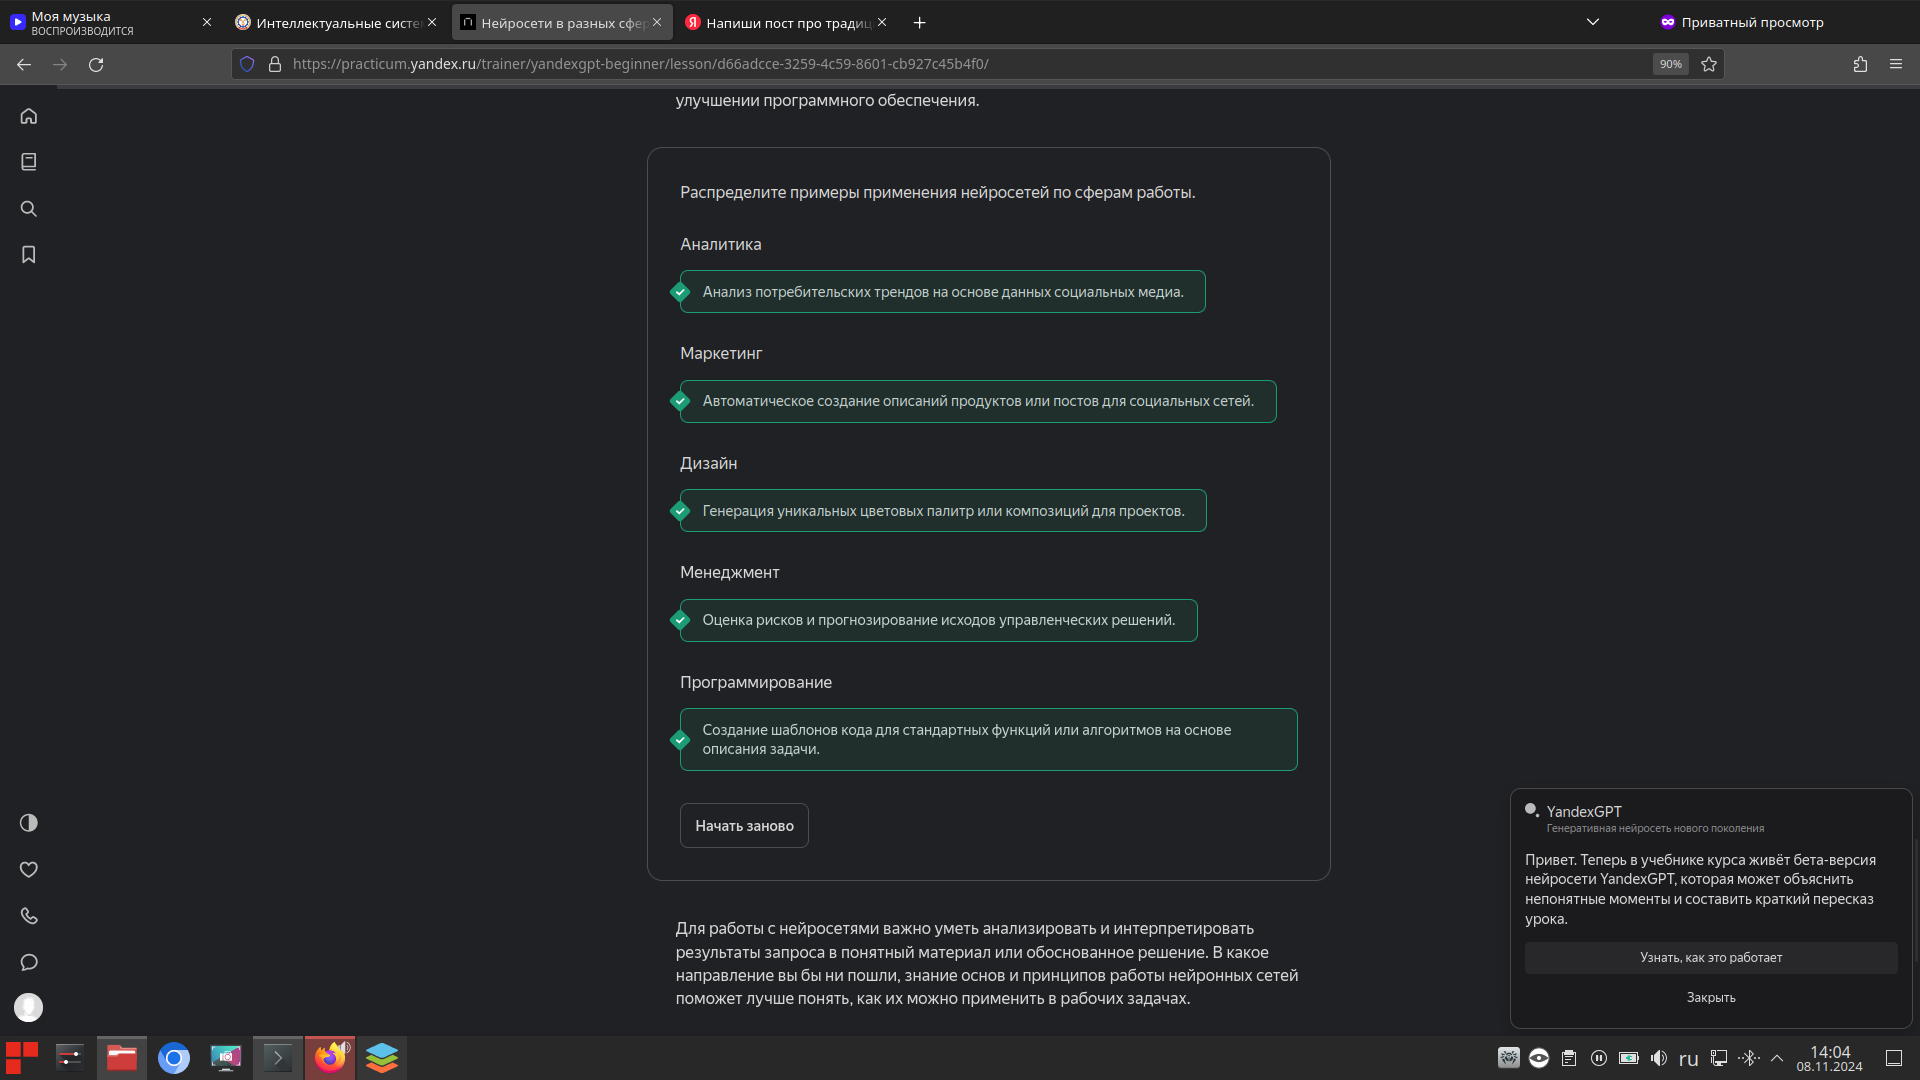 Моя музыка
ВОСПРОИЗВОДИТСЯ
Интеллектуальные систе
Нейросети в разных сфер
Напиши пост про традиц
Приватный просмотр
https://practicum.yandex.ru/trainer/yandexgpt-beginner/lesson/d66adcce-3259-4c59-8601-cb927c45b4f0/
90%
улучшении программного обеспечения.
Распределите примеры применения нейросетей по сферам работы.
Аналитика
Анализ потребительских трендов на основе данных социальных медиа.
Маркетинг
Автоматическое создание описаний продуктов или постов для социальных сетей.
Дизайн
Генерация уникальных цветовых палитр или композиций для проектов.
Менеджмент
Оценка рисков и прогнозирование исходов управленческих решений.
Программирование
Создание шаблонов кода для стандартных функций или алгоритмов на основе
описания задачи.
Начать заново
Для работы с нейросетями важно уметь анализировать и интерпретировать
результаты запроса в понятный материал или обоснованное решение. В какое
направление вы бы ни пошли, знание основ и принципов работы нейронных сетей
поможет лучше понять, как их можно применить в рабочих задачах.
YandexGPT
Генеративная нейросеть нового поколения
Привет. Теперь в учебнике курса живёт бета-версия
нейросети YandexGPT, которая может объяснить
непонятные моменты и составить краткий пересказ
урока.
Узнать, как это работает
Закрыть
ru
14:04
08.11.2024